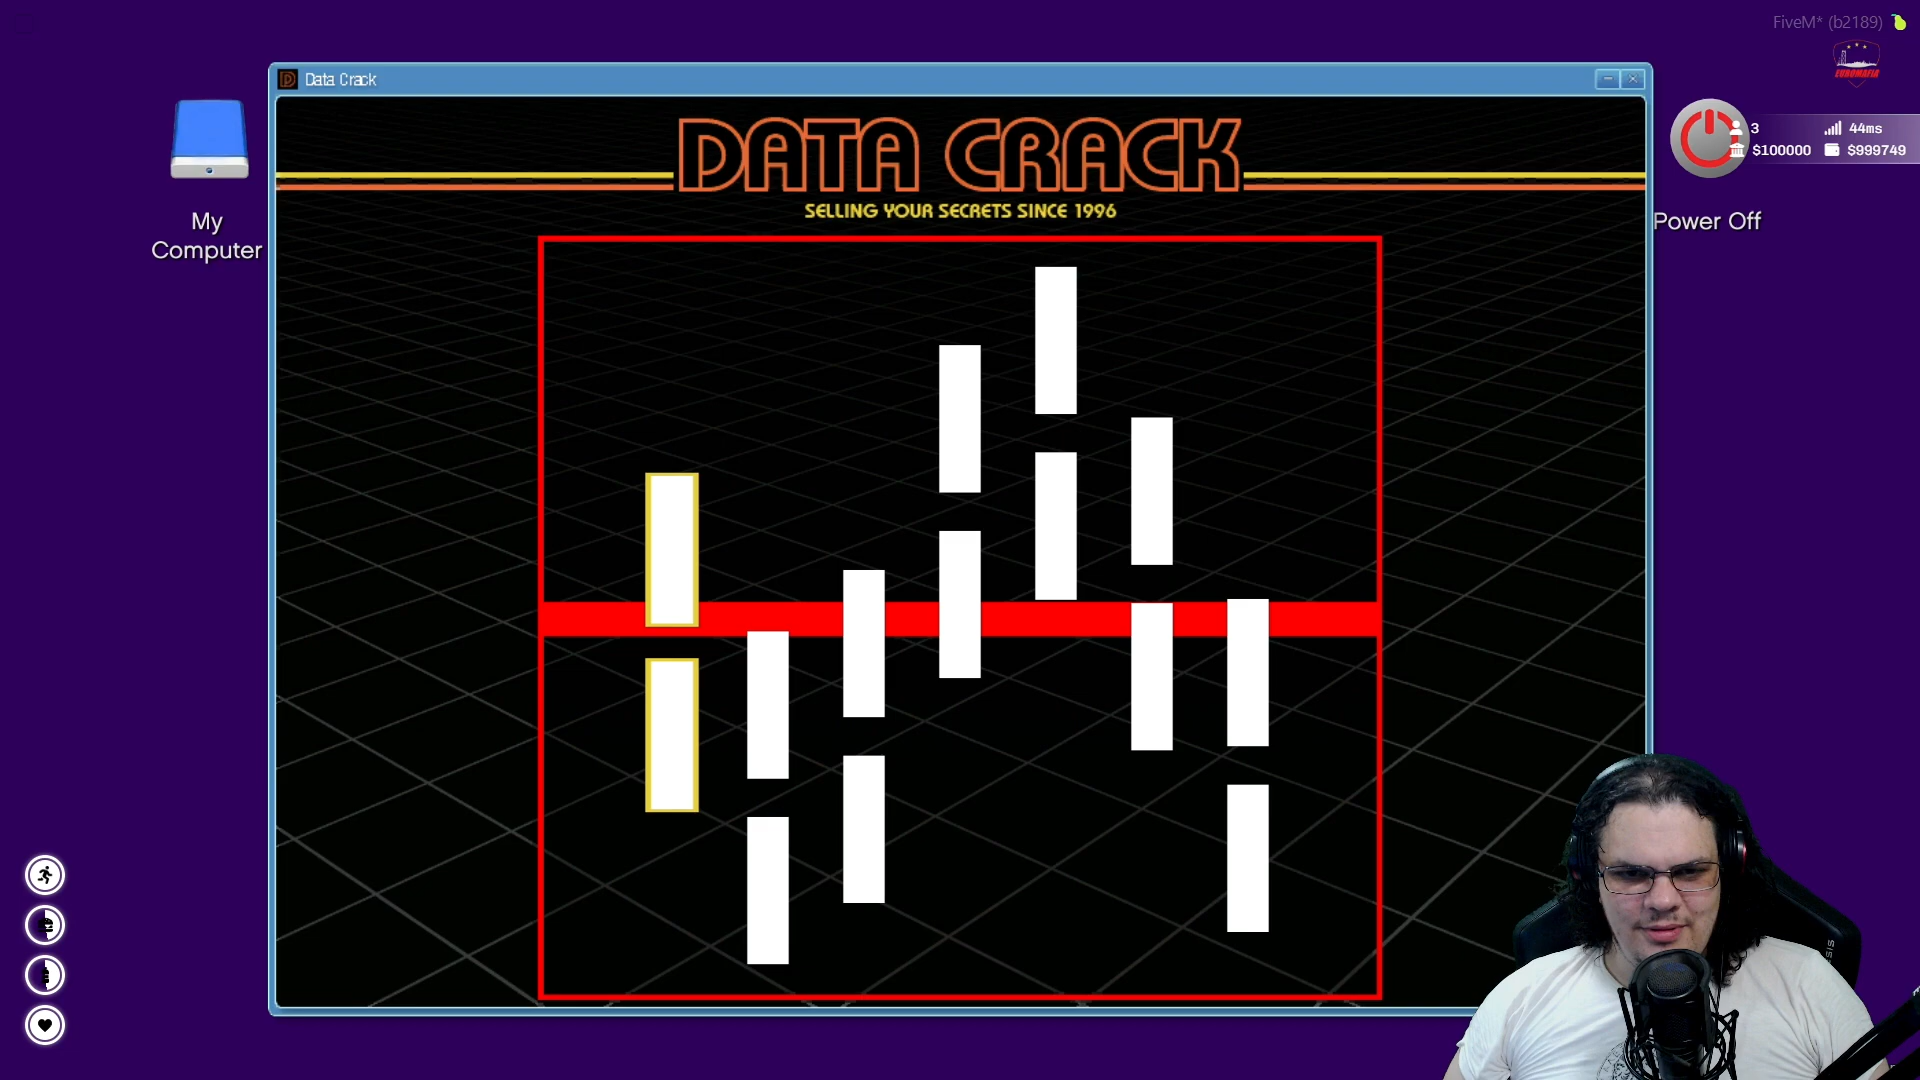 FiveM* (b2189)
EUROMAFIA
Data Crack
DATA CRACK
SELLING YOUR SECRETS SINCE 1996
My
Computer
3
44ms
$100000
$999749
Power Off